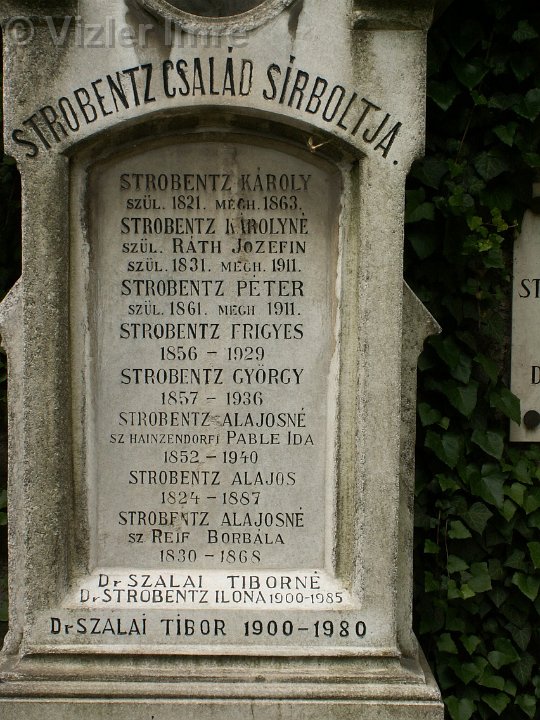 © Vizler Imre
STROBENTZ CSALÁD SÍRBOLTJA.
STROBENTZ KÁROLY
SZÜL. 1821. MEGH. 1863.
STROBENTZ KÁROLYNÉ
SZÜL. RÁTH JOZEFIN
SZÜL. 1831. MEGH. 1911.
STROBENTZ PETER
SZÜL. 1861. MEGH 1911.
STROBENTZ FRIGYES
1856 - 1929
STROBENTZ GYÖRGY
1857 - 1936
STROBENTZ ALAJOSNÉ
SZ HAINZENDORFI PABLE IDA
1852 - 1940
STROBENTZ ALAJOS
1824 - 1887
STROBENTZ ALAJOSNÉ
SZ REIF BORBÁLA
1830 - 1868
DR SZALAI TIBORNÉ
DR STROBENTZ ILONA 1900-1985
DR SZALAI TIBOR 1900-1980
ST
D